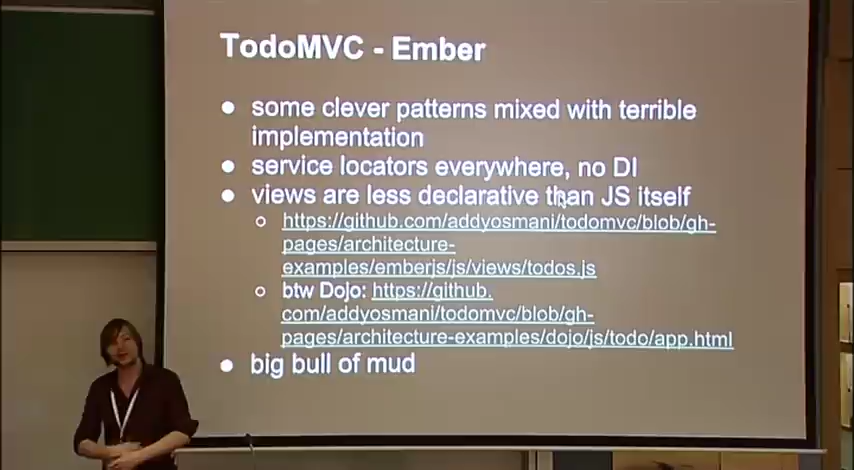 TodoMVC - Ember
● some clever patterns mixed with terrible
implementation
● service locators everywhere, no DI
● views are less declarative than JS itself
○ https://github.com/addyosmani/todomvc/blob/gh-
pages/architecture-
examples/emberjs/js/views/todos.js
○ btw Dojo: https://github.
com/addyosmani/todomvc/blob/gh-
pages/architecture-examples/dojo/js/todo/app.html
● big bull of mud